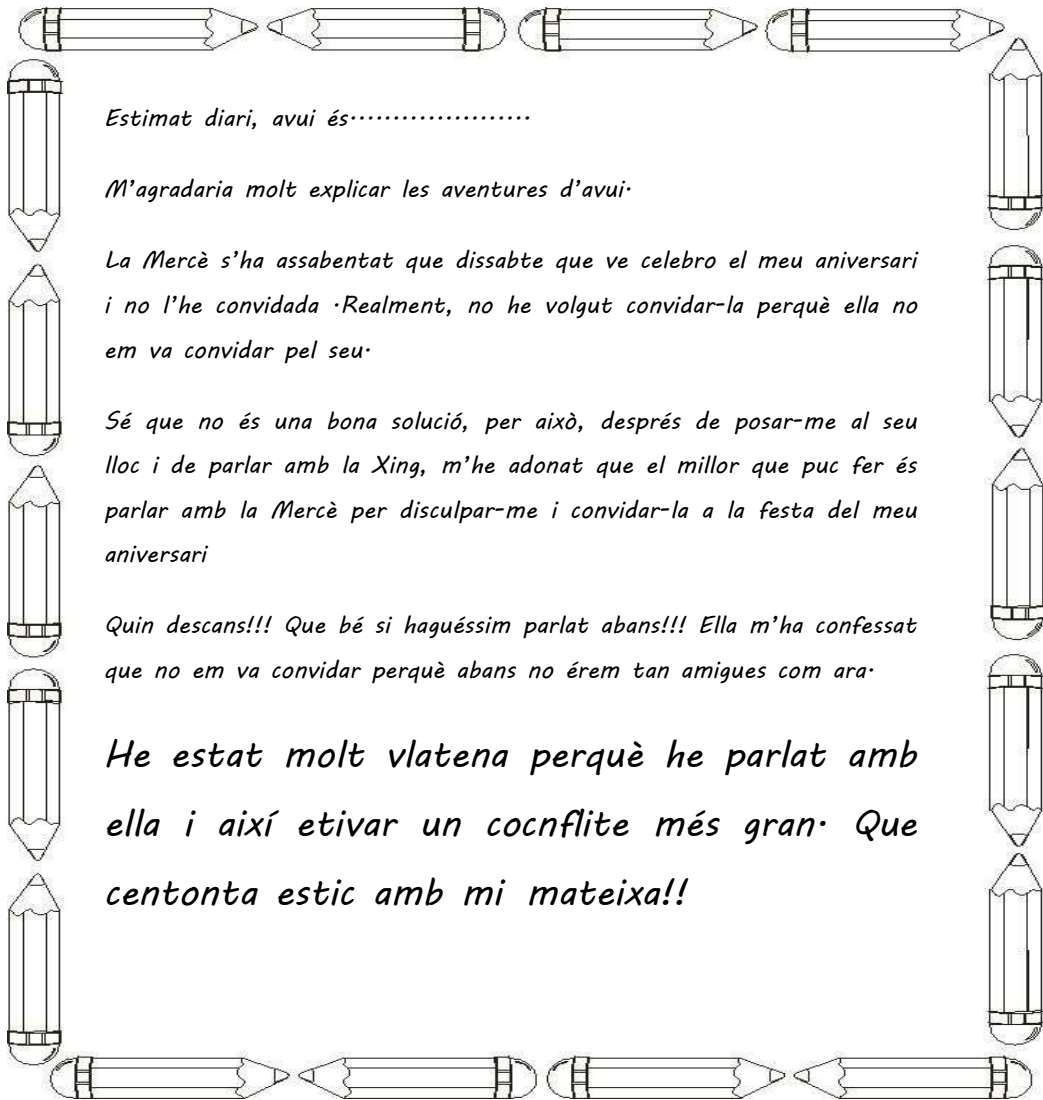 Estimat diari, avui és·····················
M'agradaria molt explicar les aventures d'avui·
La Mercè s'ha assabentat que dissabte que ve celebro el meu aniversari
i no l'he convidada ·Realment, no he volgut convidar-la perquè ella no
em va convidar pel seu·
Sé que no és una bona solució, per això, després de posar-me al seu
lloc i de parlar amb la Xing, m'he adonat que el millor que puc fer és
parlar amb la Mercè per disculpar-me i convidar-la a la festa del meu
aniversari
Quin descans!!! Que bé si haguéssim parlat abans!!! Ella m'ha confessat
que no em va convidar perquè abans no érem tan amigues com ara·
He estat molt vlatena perquè he parlat amb
ella i així etivar un cocnflite més gran· Que
centonta estic amb mi mateixa!!